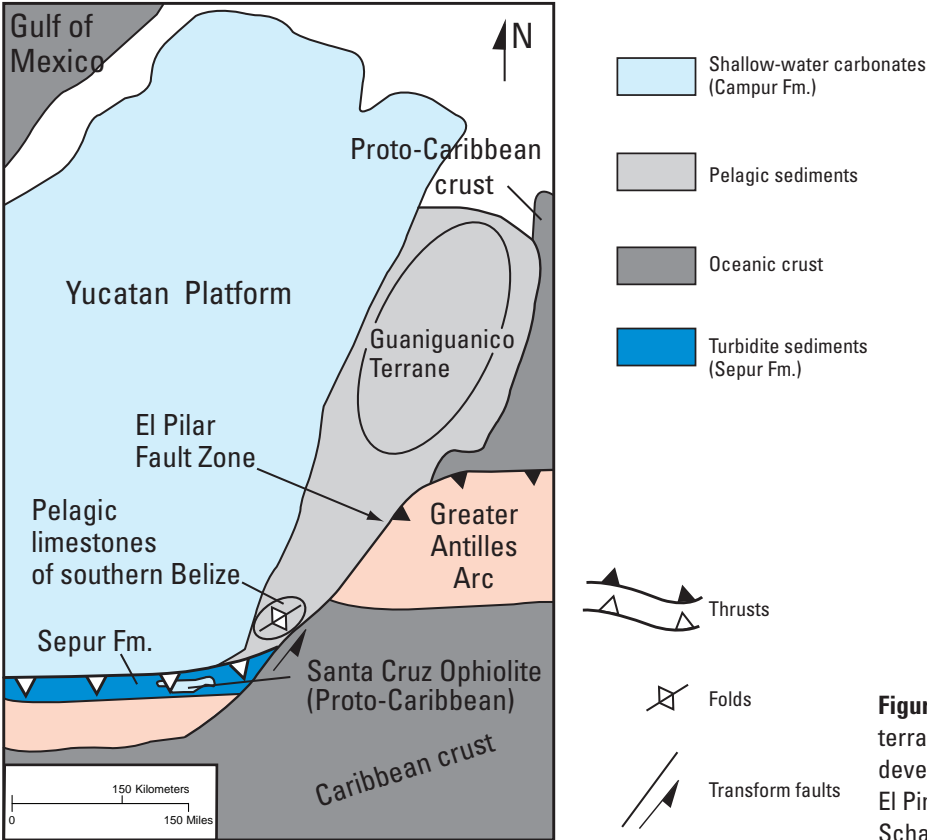 Gulf of
Mexico
N
Proto-Caribbean
crust
Yucatan Platform
Guaniguanico
Terrane
El Pilar
Fault Zone
Pelagic
limestones
of southern Belize
Greater
Antilles
Arc
Sepur Fm.
Santa Cruz Ophiolite
(Proto-Caribbean)
Caribbean crust
150 Kilometers
0
150 Miles
Shallow-water carbonates
(Campur Fm.)
Pelagic sediments
Oceanic crust
Turbidite sediments
(Sepur Fm.)
Thrusts
Folds
Transform faults
Figur
terra
deve
El Pi
Scha